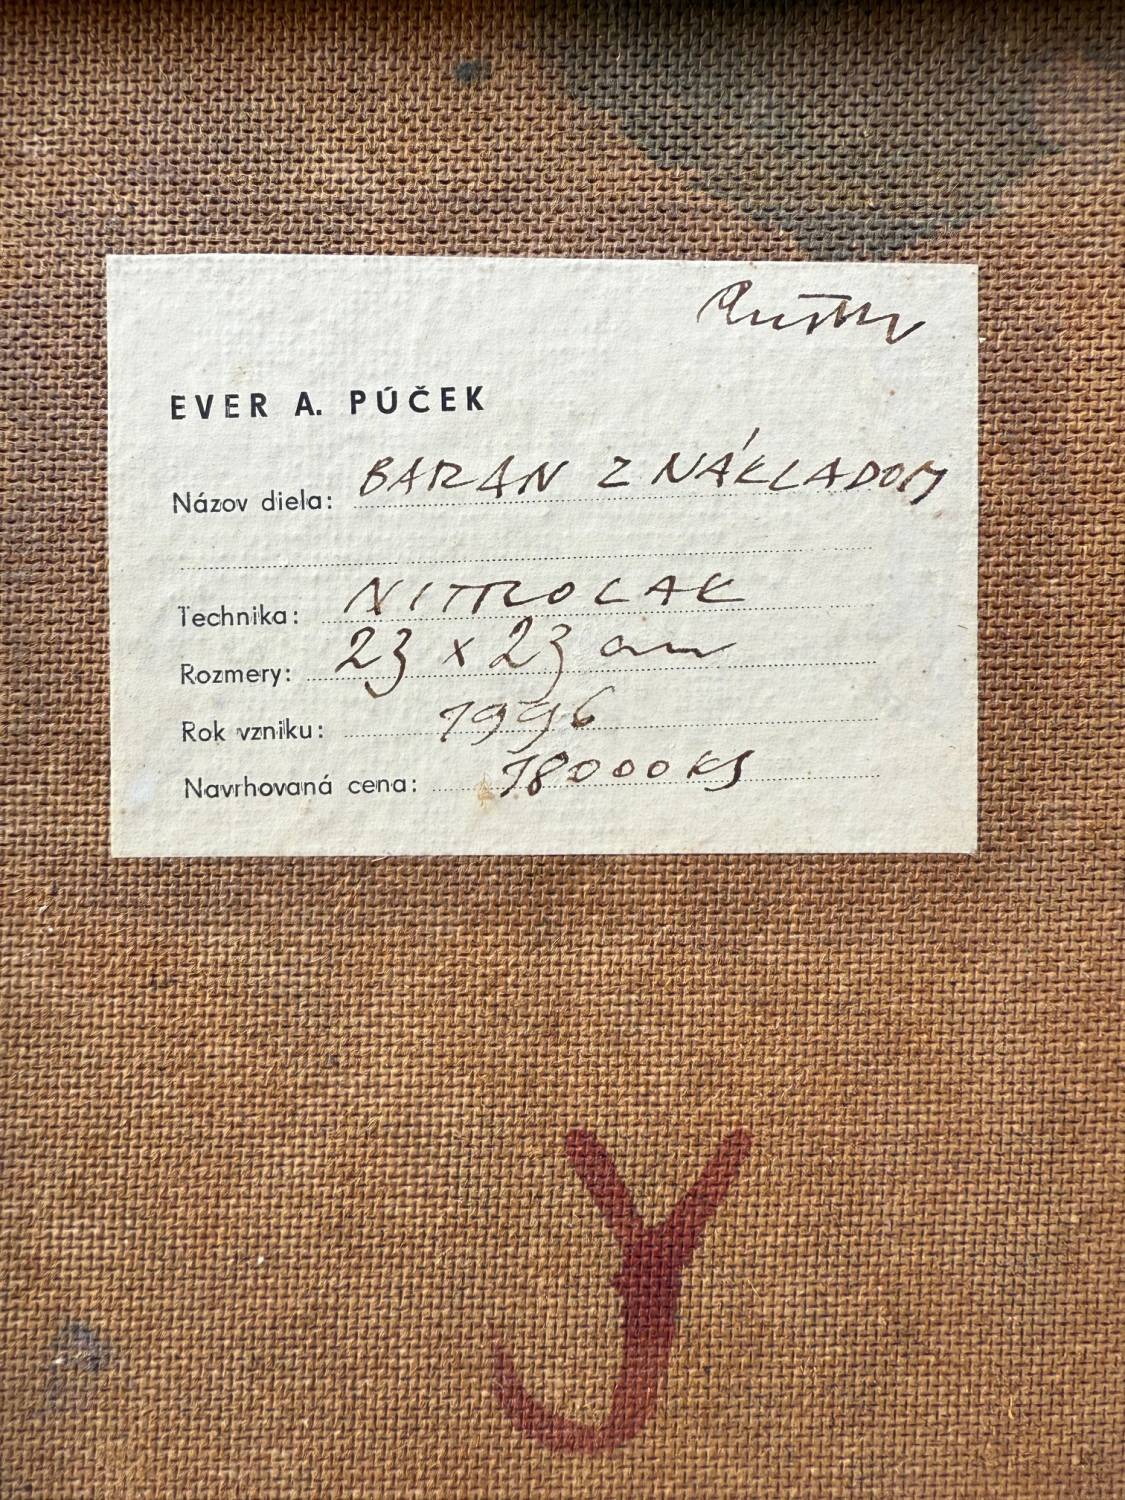 EVER A. PÚČEK
Názov diela: BARAN Z NÁKLADOM
Technika: NITROLAK
Rozmery: 23 x 23 cm
Rok vzniku: 1996
Navrhovaná cena: 18000 KS
Y